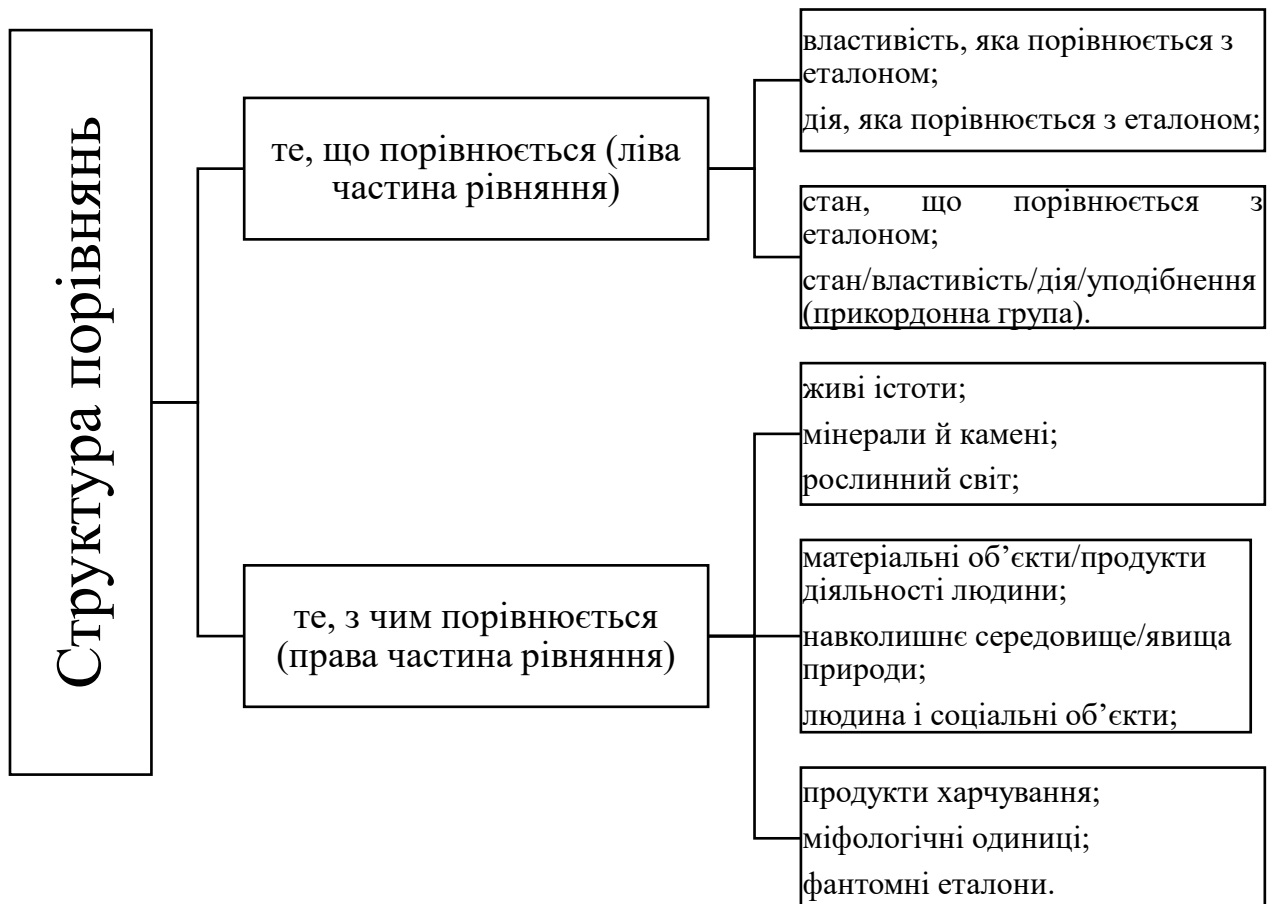 Структура порівнянь
те, що порівнюється (ліва
частина рівняння)
властивість, яка порівнюється з
еталоном;
дія, яка порівнюється з еталоном;
стан, що порівнюється з
еталоном;
стан/властивість/дія/уподібнення
(прикордонна група).
те, з чим порівнюється
(права частина рівняння)
живі істоти;
мінерали й камені;
рослинний світ;
матеріальні об’єкти/продукти
діяльності людини;
навколишнє середовище/явища
природи;
людина і соціальні об’єкти;
продукти харчування;
міфологічні одиниці;
фантомні еталони.